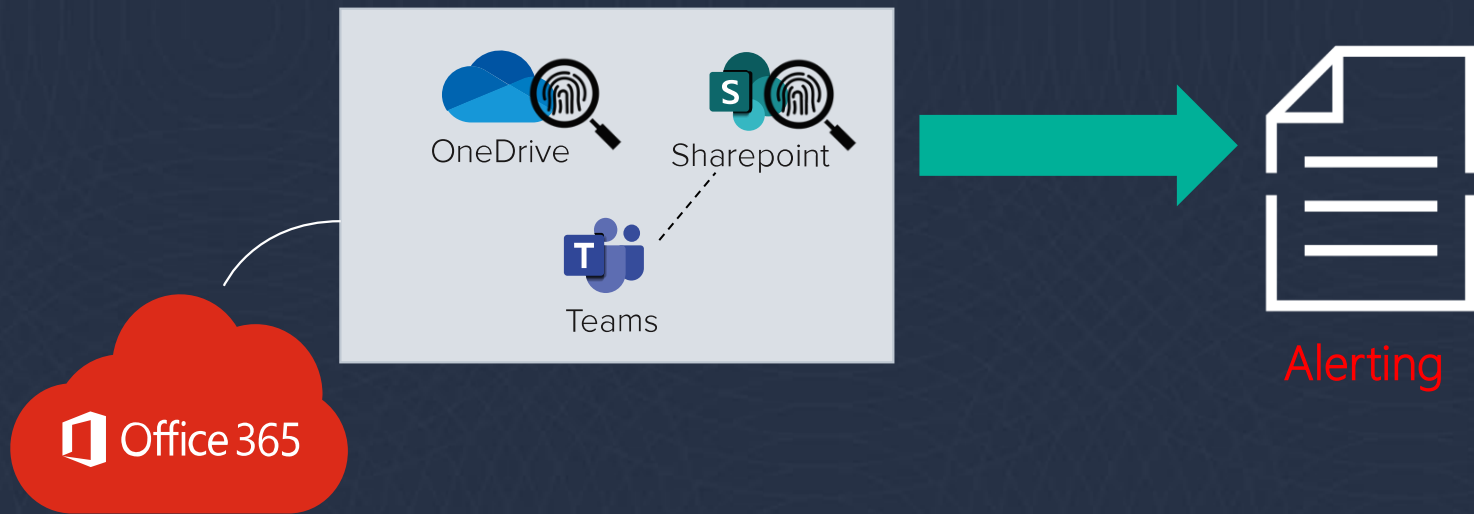 OneDrive
S
Sharepoint
T
Teams
Office 365
Alerting